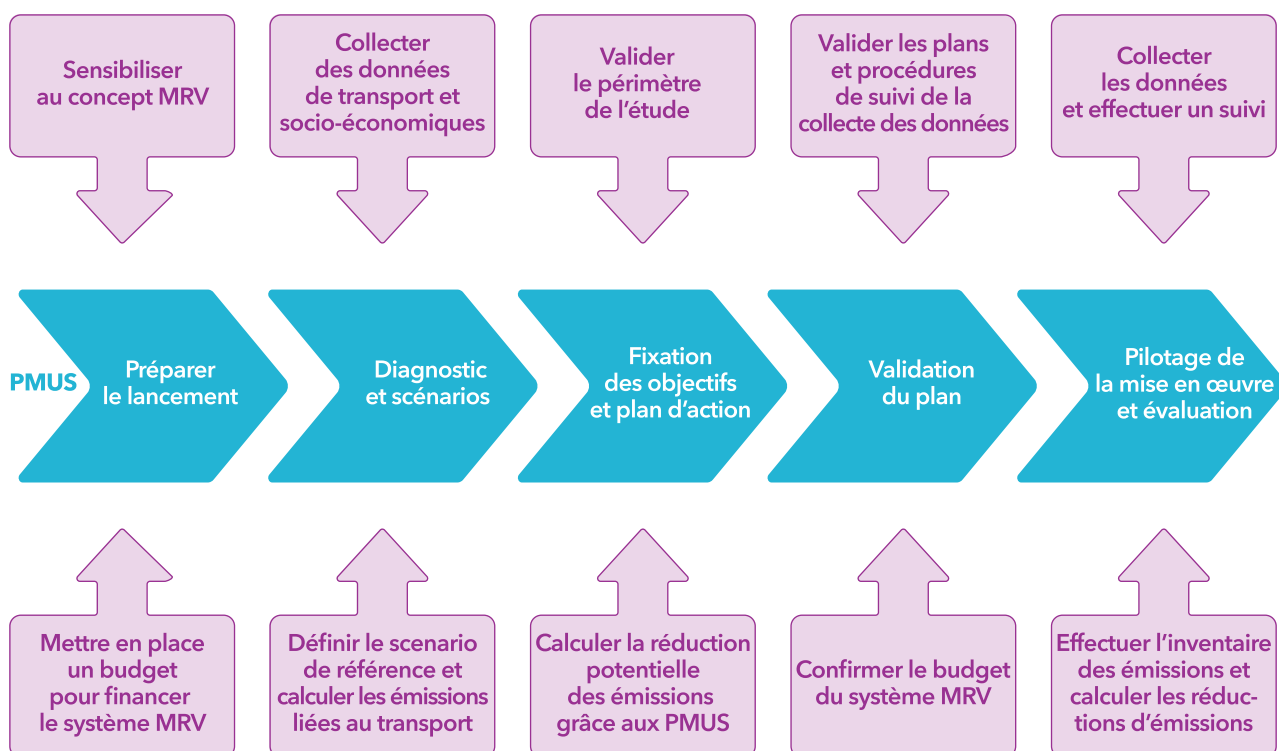 Sensibiliser
au concept MRV
Collecter
des données
de transport et
socio-économiques
Valider
le périmètre
de l’étude
Valider les plans
et procédures
de suivi de la
collecte des données
Collecter
les données
et effectuer un suivi
PMUS
Préparer
le lancement
Diagnostic
et scénarios
Fixation
des objectifs
et plan d’action
Validation
du plan
Pilotage de
la mise en œuvre
et évaluation
Mettre en place
un budget
pour financer
le système MRV
Définir le scenario
de référence et
calculer les émissions
liées au transport
Calculer la réduction
potentielle
des émissions
grâce aux PMUS
Confirmer le budget
du système MRV
Effectuer l’inventaire
des émissions et
calculer les réduc-
tions d’émissions